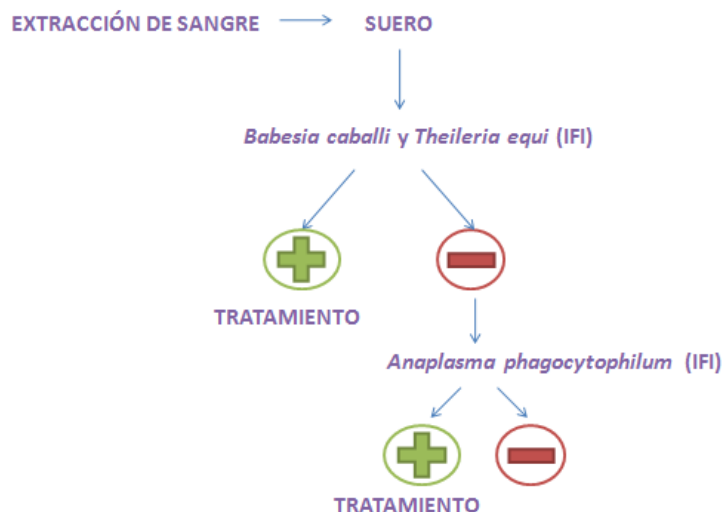 EXTRACCIÓN DE SANGRE SUERO
Babesia caballi y Theileria equi (IFI)
TRATAMIENTO
Anaplasma phagocytophilum (IFI)
TRATAMIENTO